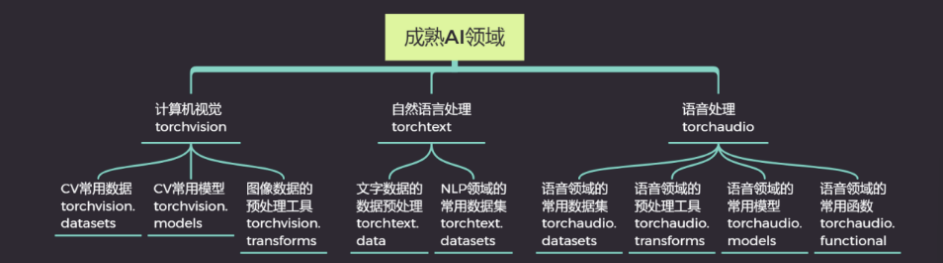 成熟AI领域
计算机视觉
torchvision
自然语言处理
torchtext
语音处理
torchaudio
CV常用数据
torchvision.
datasets
CV常用模型
torchvision.
models
图像数据的
预处理工具
torchvision.
transforms
文字数据的
数据预处理
torchtext.
data
NLP领域的
常用数据集
torchtext.
datasets
语音领域的
常用数据集
torchaudio.
datasets
语音领域的
预处理工具
torchaudio.
transforms
语音领域的
常用模型
torchaudio.
models
语音领域的
常用函数
torchaudio.
functional